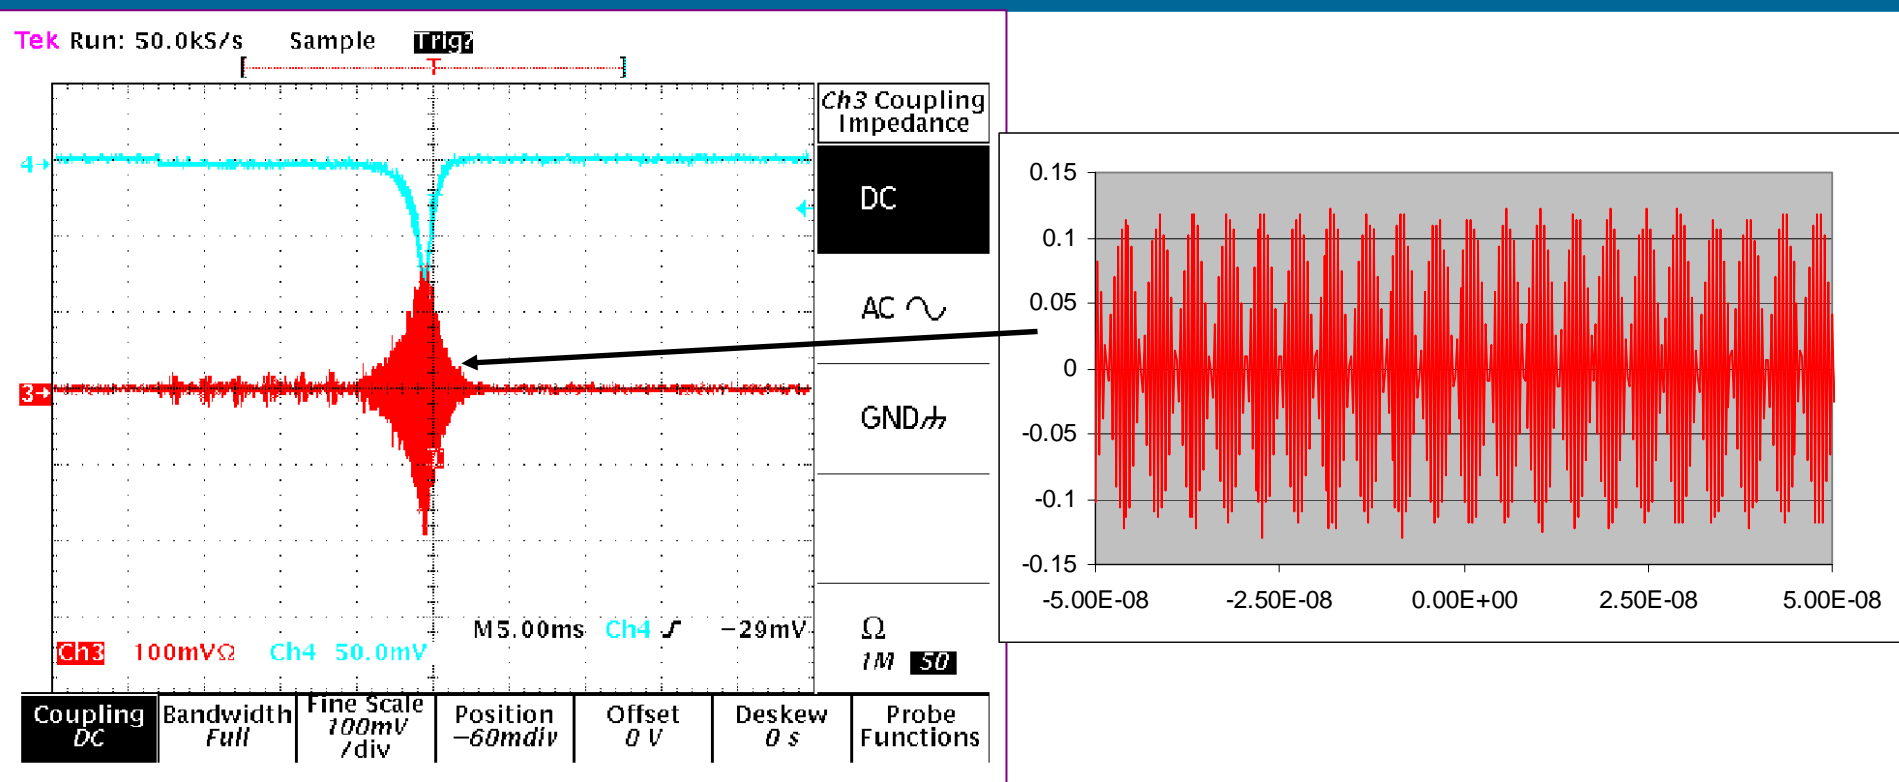 Tek Run: 50.0kS/s Sample Trig?
T
Ch3 Coupling
Impedance
4
DC
AC
3
GND
M5.00ms Ch4 -29mV
Ch3 100mVΩ Ch4 50.0mV
Ω
1M 50
Coupling
DC
Bandwidth
Full
Fine Scale
100mV
/div
Position
-60mdiv
Offset
0 V
Deskew
0 s
Probe
Functions
0.15
0.1
0.05
0
-0.05
-0.1
-0.15
-5.00E-08 -2.50E-08 0.00E+00 2.50E-08 5.00E-08